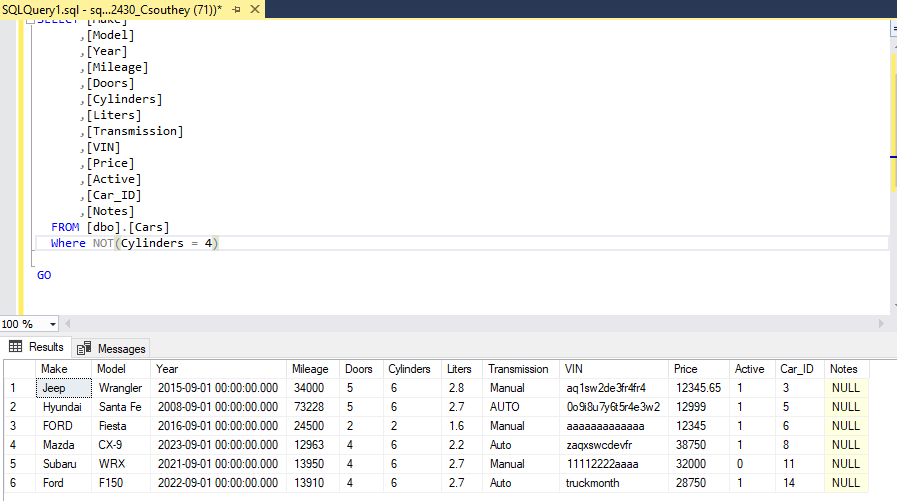 SQLQuery1.sql - sq...2430_Csouthey (71))*
SELECT [Make]
,[Model]
,[Year]
,[Mileage]
,[Doors]
,[Cylinders]
,[Liters]
,[Transmission]
,[VIN]
,[Price]
,[Active]
,[Car_ID]
,[Notes]
FROM [dbo].[Cars]
Where NOT(Cylinders = 4)
GO
100 %
Results Messages
Make Model Year Mileage Doors Cylinders Liters Transmission VIN Price Active Car_ID Notes
1 Jeep Wrangler 2015-09-01 00:00:00.000 34000 5 6 2.8 Manual aq1sw2de3fr4fr4 12345.65 1 3 NULL
2 Hyundai Santa Fe 2008-09-01 00:00:00.000 73228 5 6 2.7 AUTO 0o9i8u7y6t5r4e3w2 12999 1 5 NULL
3 FORD Fiesta 2016-09-01 00:00:00.000 24500 2 2 1.6 Manual aaaaaaaaaaaaa 12345 1 6 NULL
4 Mazda CX-9 2023-09-01 00:00:00.000 12963 4 6 2.2 Auto zaqxswcdevfr 38750 1 8 NULL
5 Subaru WRX 2021-09-01 00:00:00.000 13950 4 6 2.7 Manual 11112222aaaa 32000 0 11 NULL
6 Ford F150 2022-09-01 00:00:00.000 13910 4 6 2.7 Auto truckmonth 28750 1 14 NULL